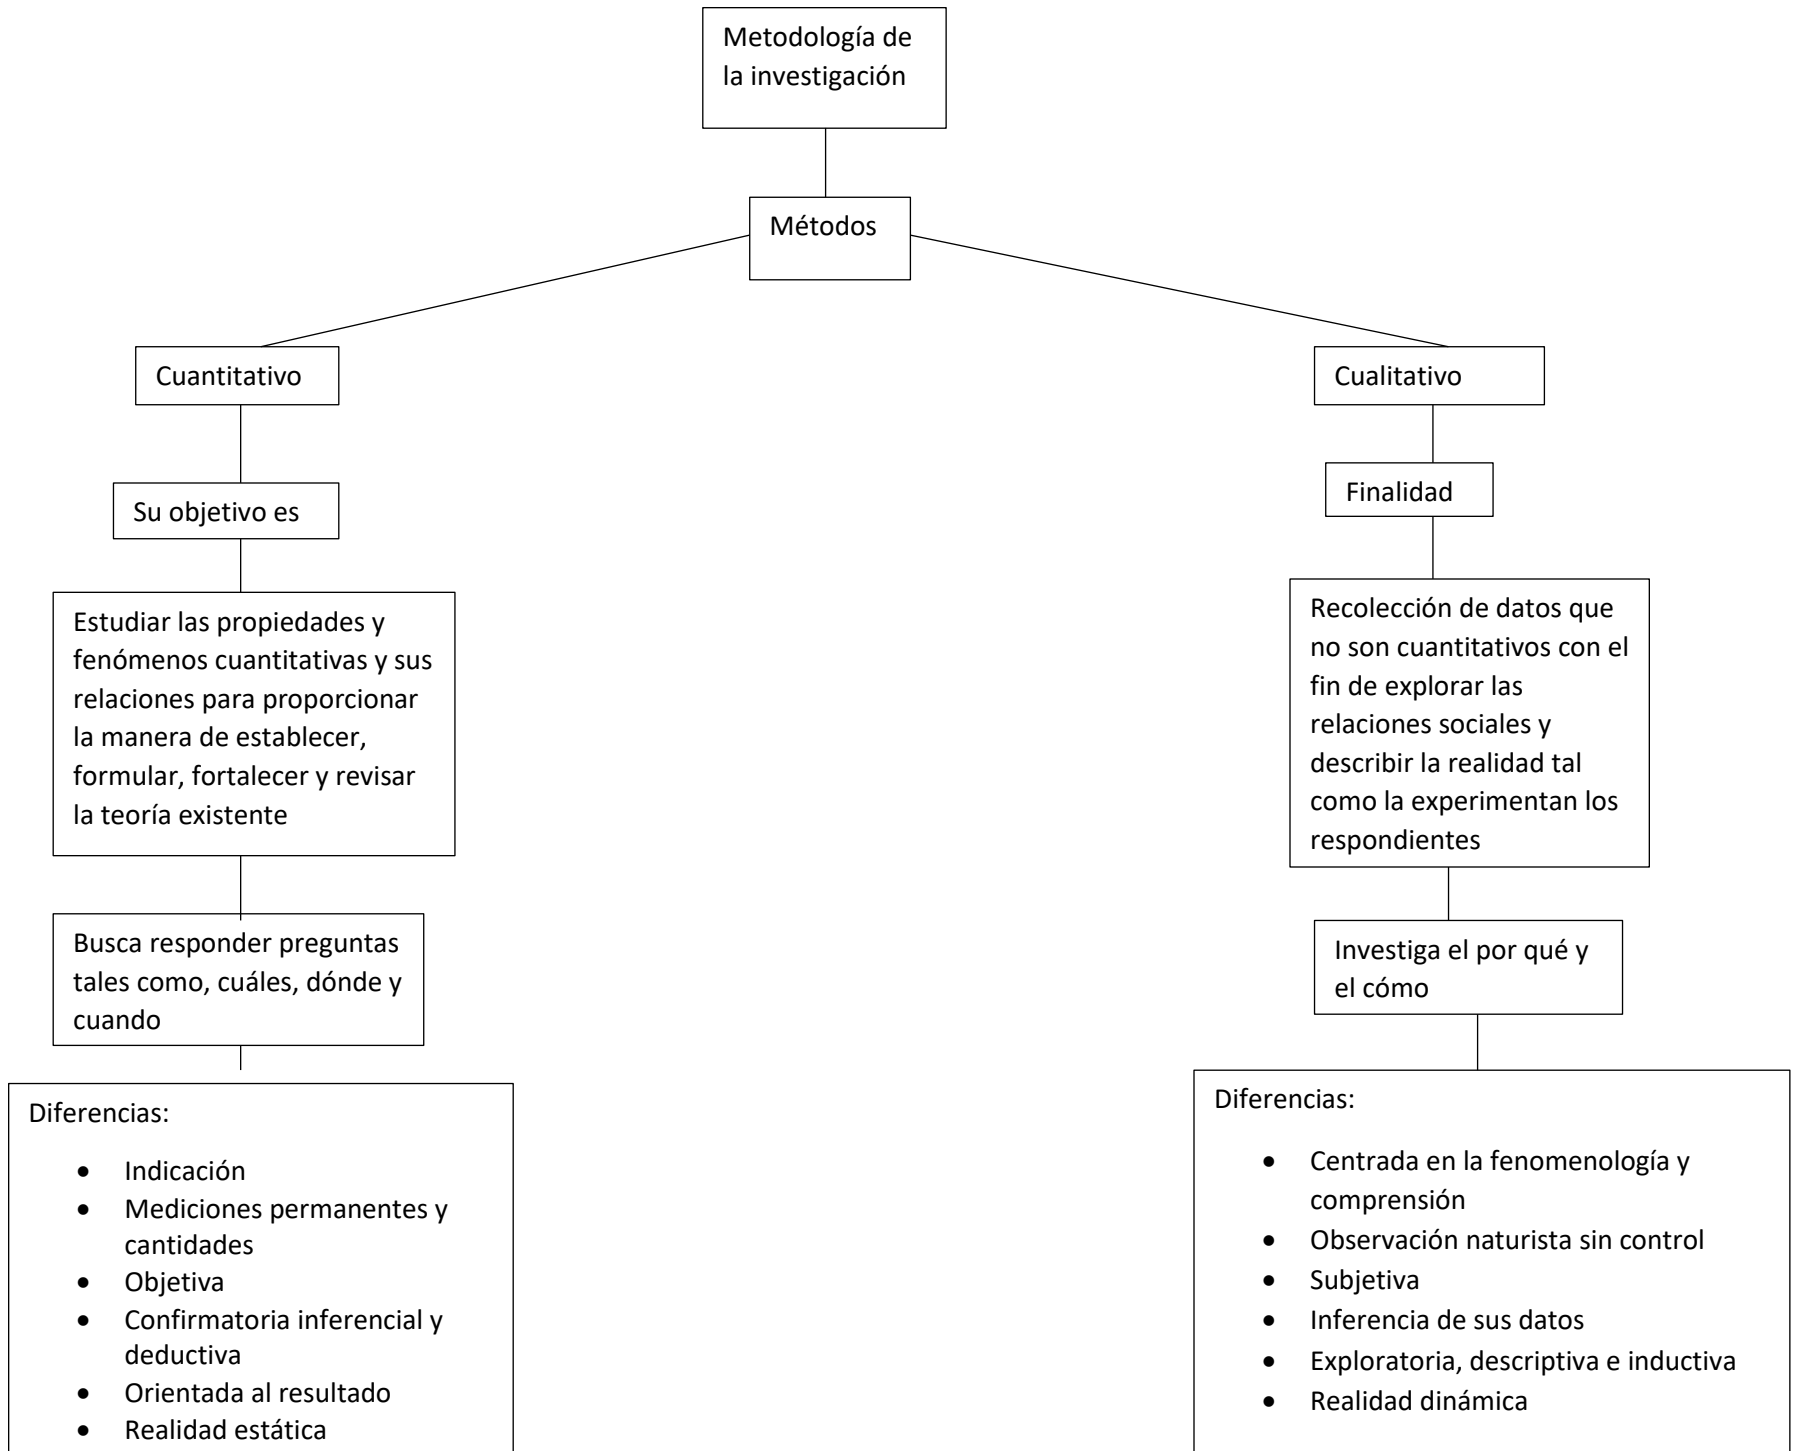 Metodología de
la investigación
Métodos
Cuantitativo
Cualitativo
Su objetivo es
Finalidad
Estudiar las propiedades y
fenómenos cuantitativas y sus
relaciones para proporcionar
la manera de establecer,
formular, fortalecer y revisar
la teoría existente
Recolección de datos que
no son cuantitativos con el
fin de explorar las
relaciones sociales y
describir la realidad tal
como la experimentan los
respondientes
Busca responder preguntas
tales como, cuáles, dónde y
cuando
Investiga el por qué y
el cómo
Diferencias:
• Indicación
• Mediciones permanentes y
cantidades
• Objetiva
• Confirmatoria inferencial y
deductiva
• Orientada al resultado
• Realidad estática
Diferencias:
• Centrada en la fenomenología y
comprensión
• Observación naturista sin control
• Subjetiva
• Inferencia de sus datos
• Exploratoria, descriptiva e inductiva
• Realidad dinámica